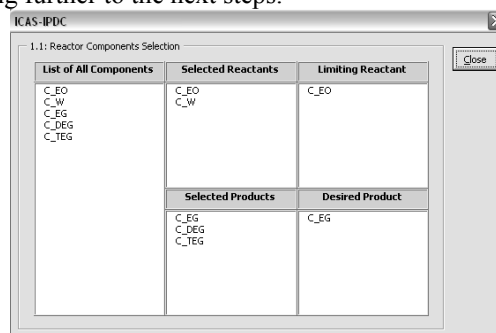 ng further to the next steps.
ICAS-IPDC
1.1: Reactor Components Selection
Close
List of All Components
Selected Reactants
Limiting Reactant
C_EO
C_W
C_EG
C_DEG
C_TEG
C_EO
C_W
C_EO
Selected Products
Desired Product
C_EG
C_DEG
C_TEG
C_EG